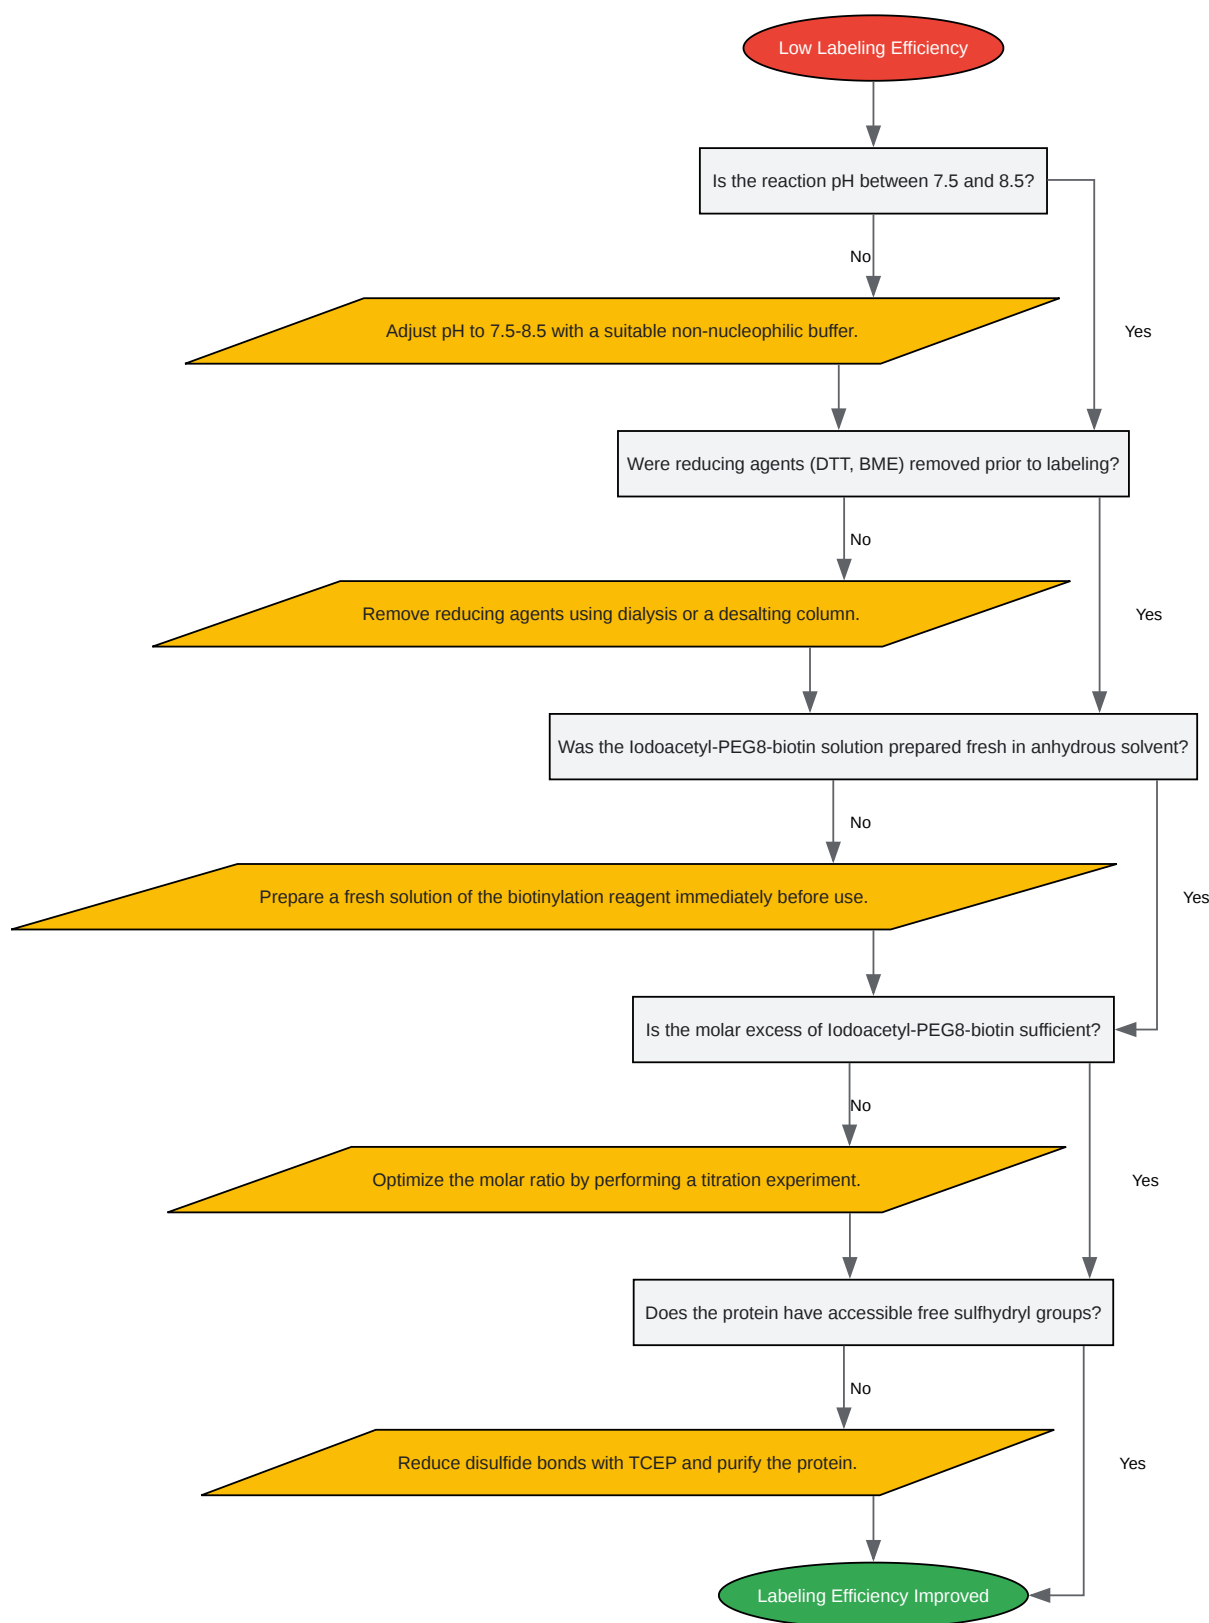 Low Labeling Efficiency
Is the reaction pH between 7.5 and 8.5?
No
Adjust pH to 7.5-8.5 with a suitable non-nucleophilic buffer.
Yes
Were reducing agents (DTT, BME) removed prior to labeling?
No
Remove reducing agents using dialysis or a desalting column.
Yes
Was the Iodoacetyl-PEG8-biotin solution prepared fresh in anhydrous solvent?
No
Prepare a fresh solution of the biotinylation reagent immediately before use.
Yes
Is the molar excess of Iodoacetyl-PEG8-biotin sufficient?
No
Optimize the molar ratio by performing a titration experiment.
Yes
Does the protein have accessible free sulfhydryl groups?
No
Reduce disulfide bonds with TCEP and purify the protein.
Yes
Labeling Efficiency Improved